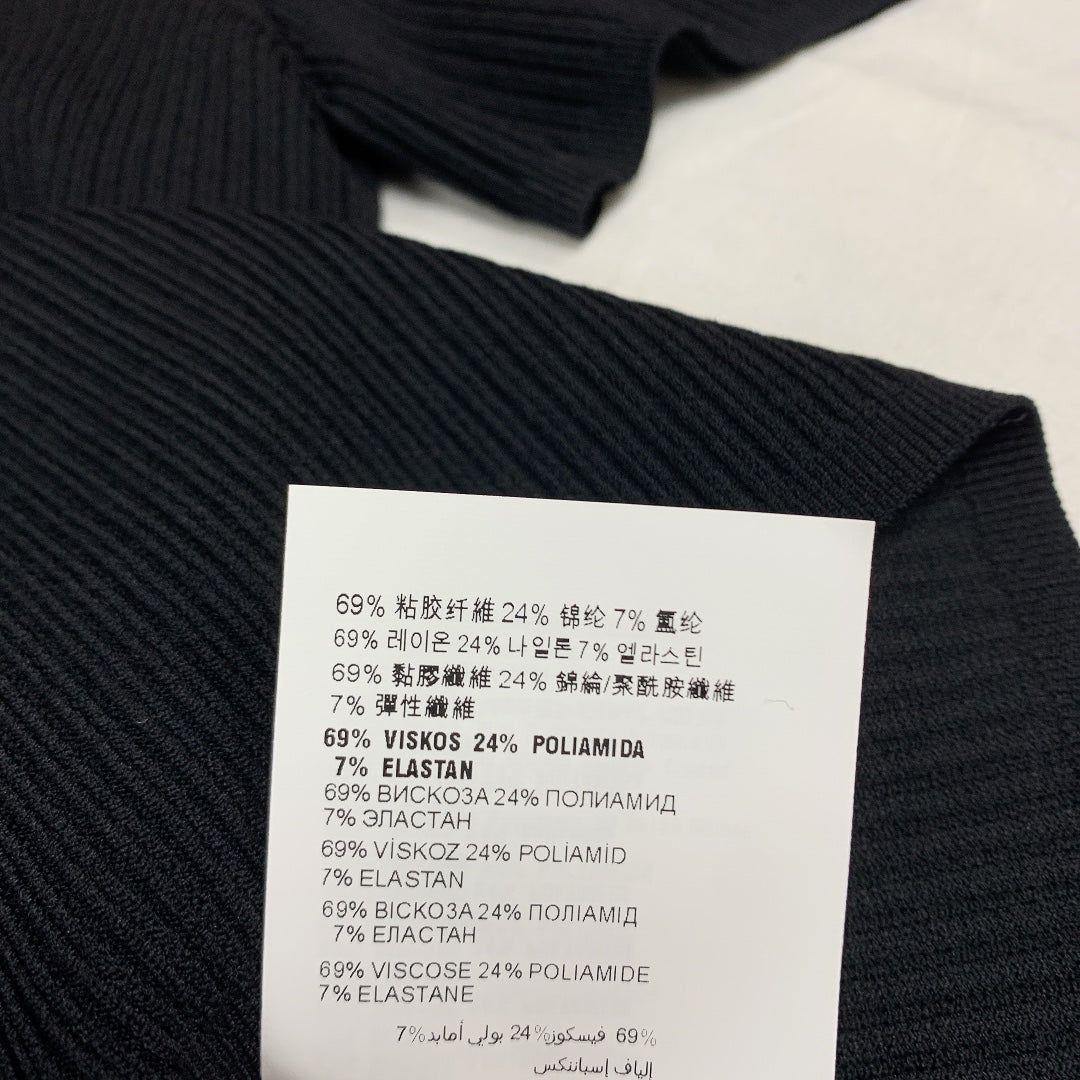 69% 粘胶纤維 24% 锦纶 7% 氩纶
69% 레이온 24% 나일론 7% 엘라스틴
69% 黏膠纖維 24% 錦綸/聚酰胺纖維
7% 彈性纖維
69% VISKOS 24% POLIAMIDA
7% ELASTAN
69% ВИСКОЗА 24% ПОЛИАМИД
7% ЭЛАСТАН
69% VİSKOZ 24% POLİAMİD
7% ELASTAN
69% ВІСКОЗА 24% ПОЛІАМІД
7% ЕЛАСТАН
69% VISCOSE 24% POLIAMIDE
7% ELASTANE
69% فيسكوز 24% بولي أمايد 7%
إلياف إسباننكس